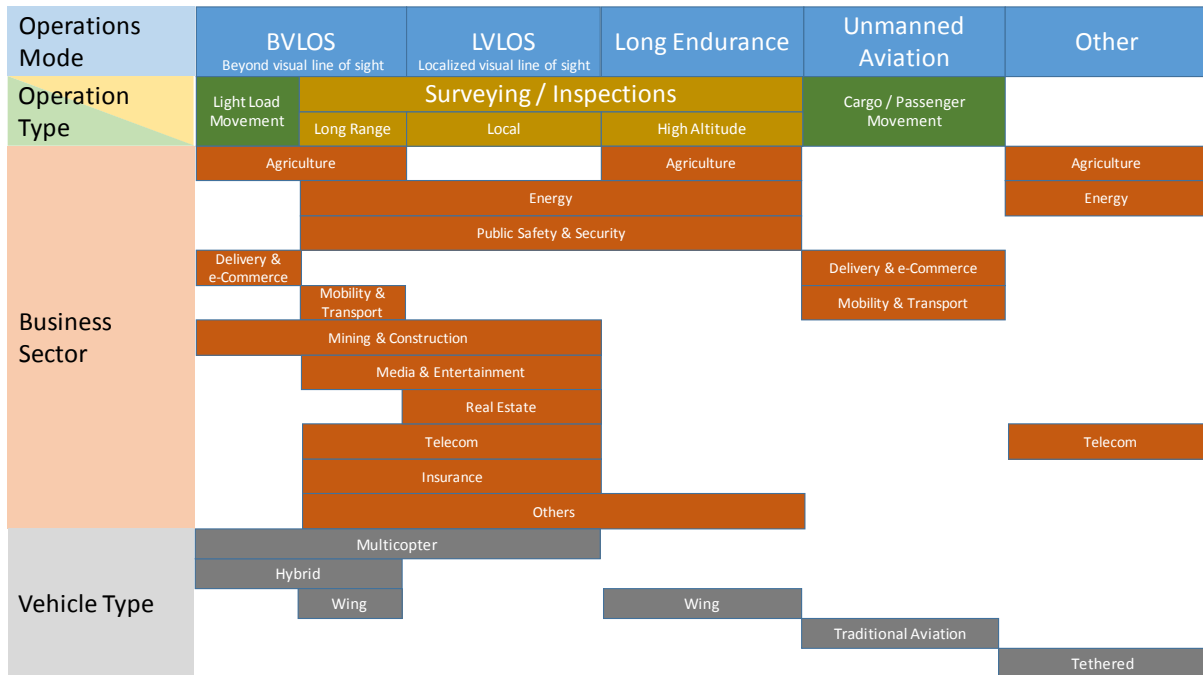 Operations
Mode
BVLOS
Beyond visual line of sight
LVLOS
Localized visual line of sight
Long Endurance
Unmanned
Aviation
Other
Operation
Type
Light Load
Movement
Surveying / Inspections
Long Range
Local
High Altitude
Cargo / Passenger
Movement
Business
Sector
Agriculture
Agriculture
Agriculture
Energy
Energy
Public Safety & Security
Delivery &
e-Commerce
Delivery & e-Commerce
Mobility &
Transport
Mobility & Transport
Mining & Construction
Media & Entertainment
Real Estate
Telecom
Telecom
Insurance
Others
Vehicle Type
Multicopter
Hybrid
Wing
Wing
Traditional Aviation
Tethered